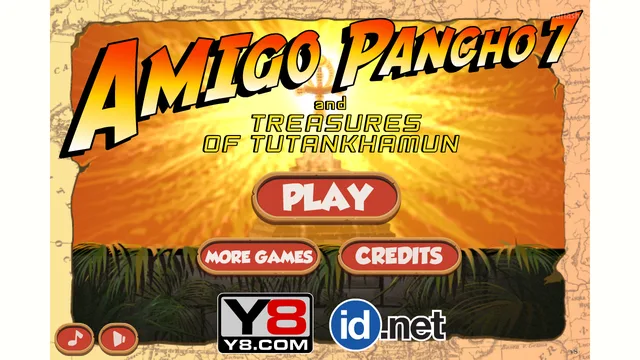 AMIGO PANCHO 7
and
TREASURES
OF TUTANKHAMUN
PLAY
MORE GAMES
CREDITS
Y8
Y8.COM
id.net